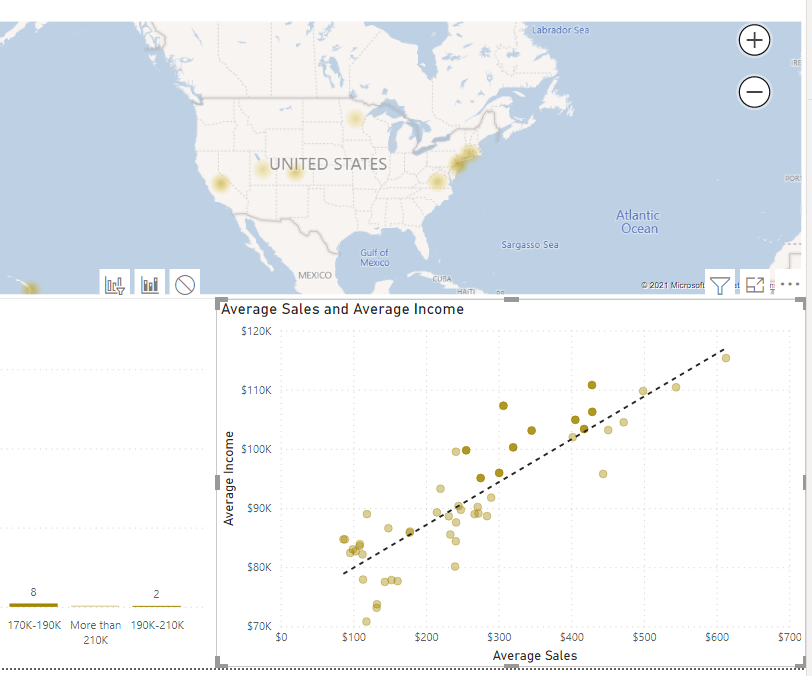 Labrador Sea
UNITED STATES
Atlantic
Ocean
Sargasso Sea
Gulf of
Mexico
MEXICO
CUBA
HAITI
© 2021 Microsoft
Average Sales and Average Income
$120K
$110K
$100K
$90K
$80K
$70K
Average Income
$0
$100
$200
$300
$400
$500
$600
$700
Average Sales
8
2
170K-190K
More than
210K
190K-210K